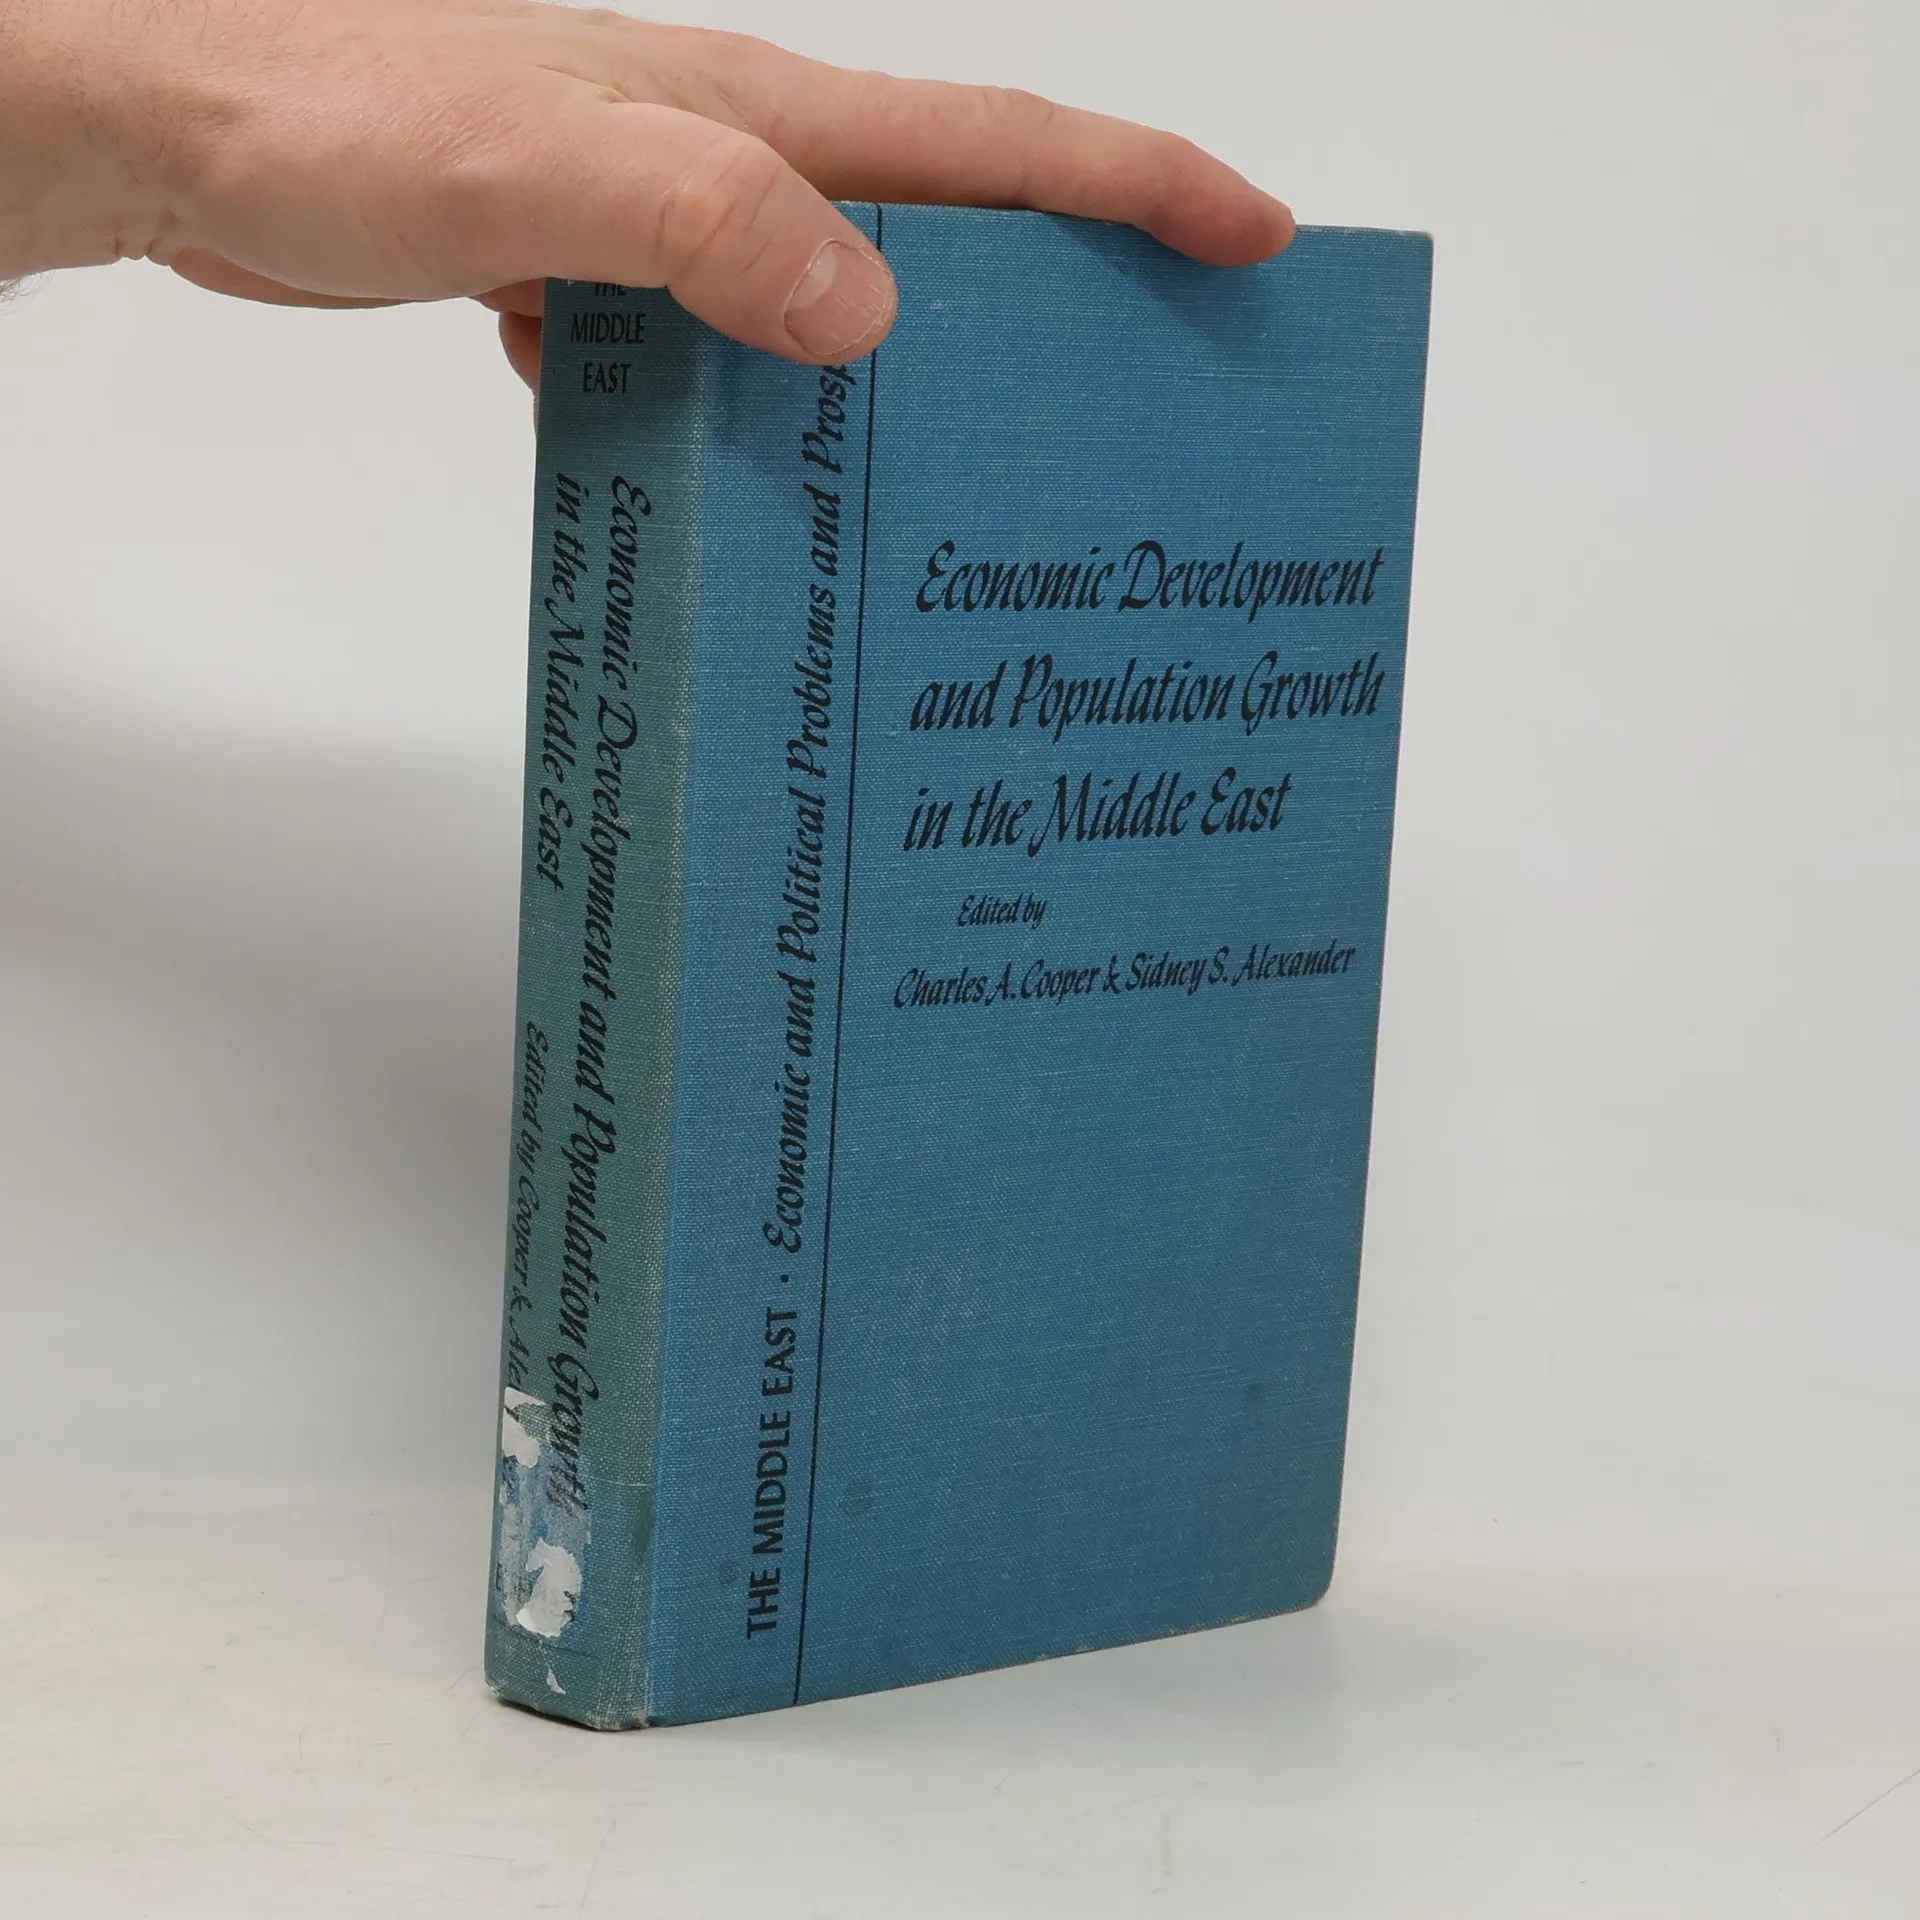 THE
MIDDLE
EAST
Economic Development and Population Growth
in the Middle East
Edited by Cooper &
THE MIDDLE EAST · Economic and Political Problems and
Economic Development
and Population Growth
in the Middle East
Edited by
Charles A. Cooper & Sidney S. Alexander